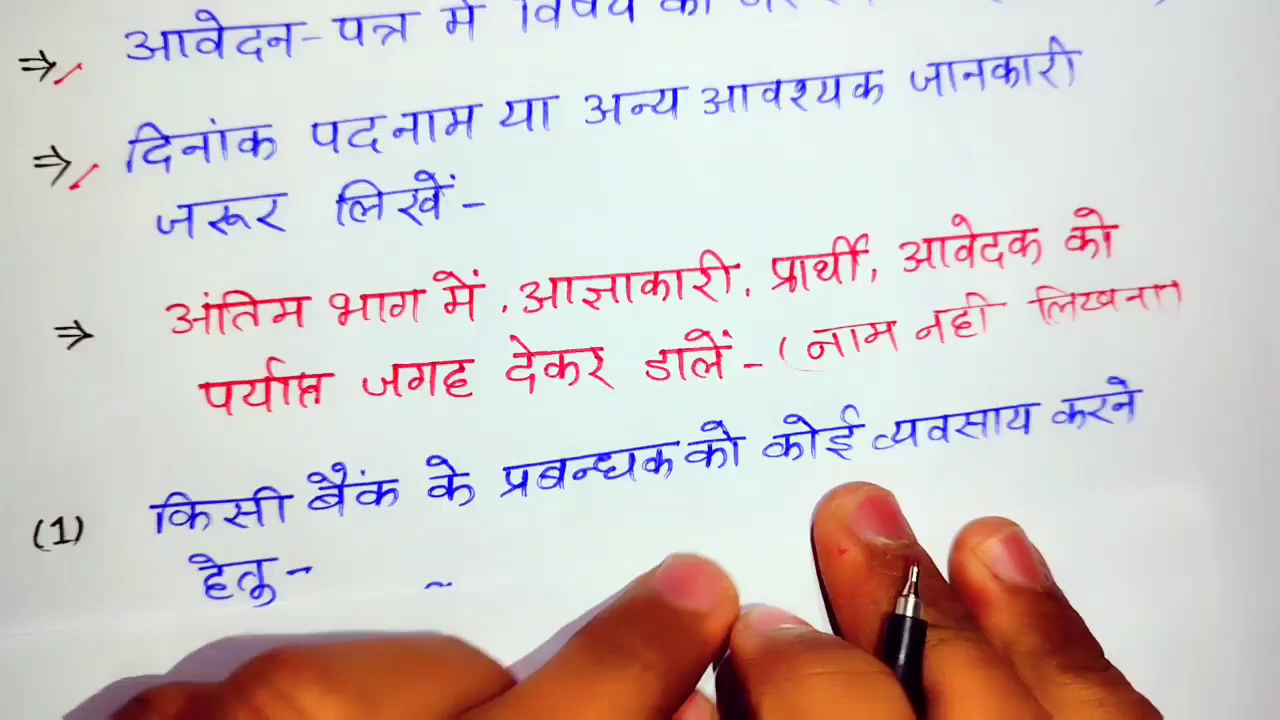 ⇒ आवेदन-पत्र में विषय का
⇒ दिनांक पदनाम या अन्य आवश्यक जानकारी
जरूर लिखें-
⇒ अंतिम भाग में, आज्ञाकारी, प्रार्थी, आवेदक को
पर्याप्त जगह देकर डालें- (नाम नही लिखना)
(1) किसी बैंक के प्रबन्धक को कोई व्यवसाय करने
हेतु- ~